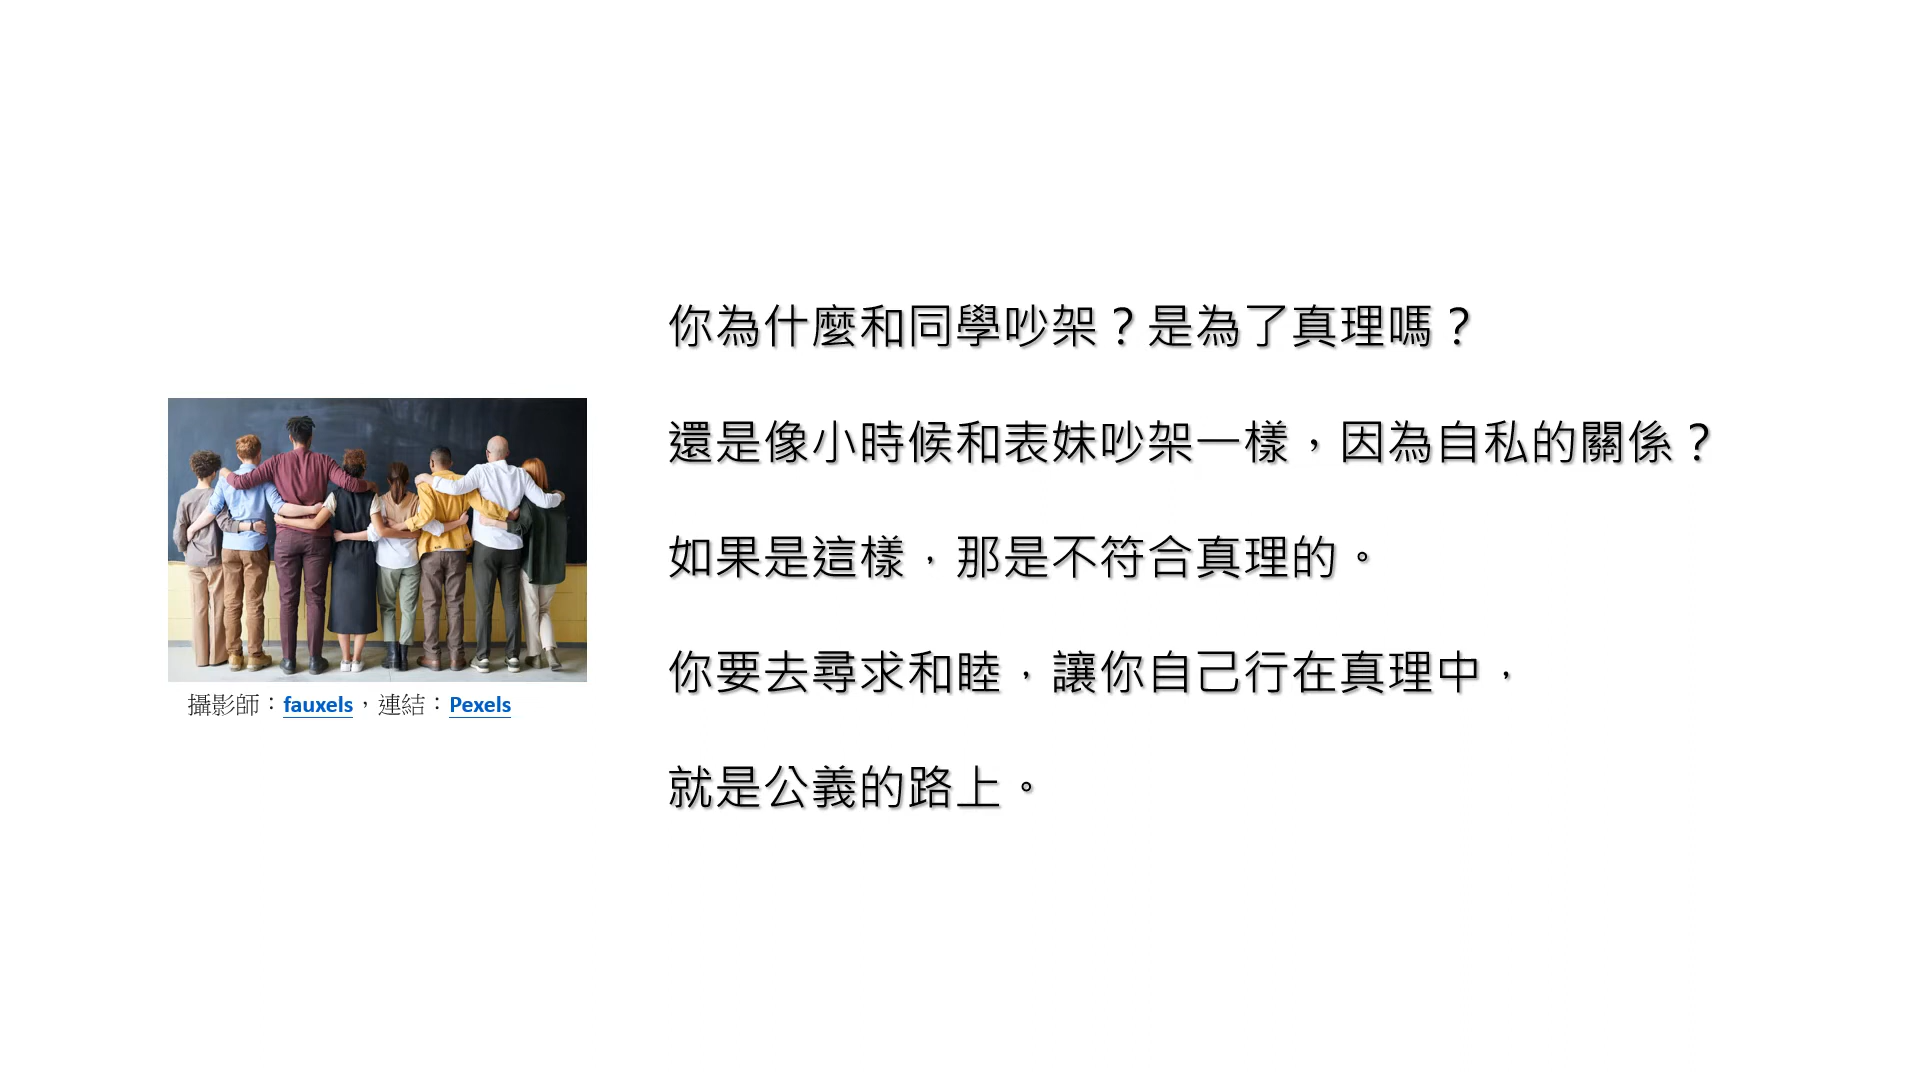 你為什麼和同學吵架？是為了真理嗎？
還是像小時候和表妹吵架一樣，因為自私的關係？
如果是這樣，那是不符合真理的。
你要去尋求和睦，讓你自己行在真理中，
就是公義的路上。
攝影師：fauxels，連結：Pexels